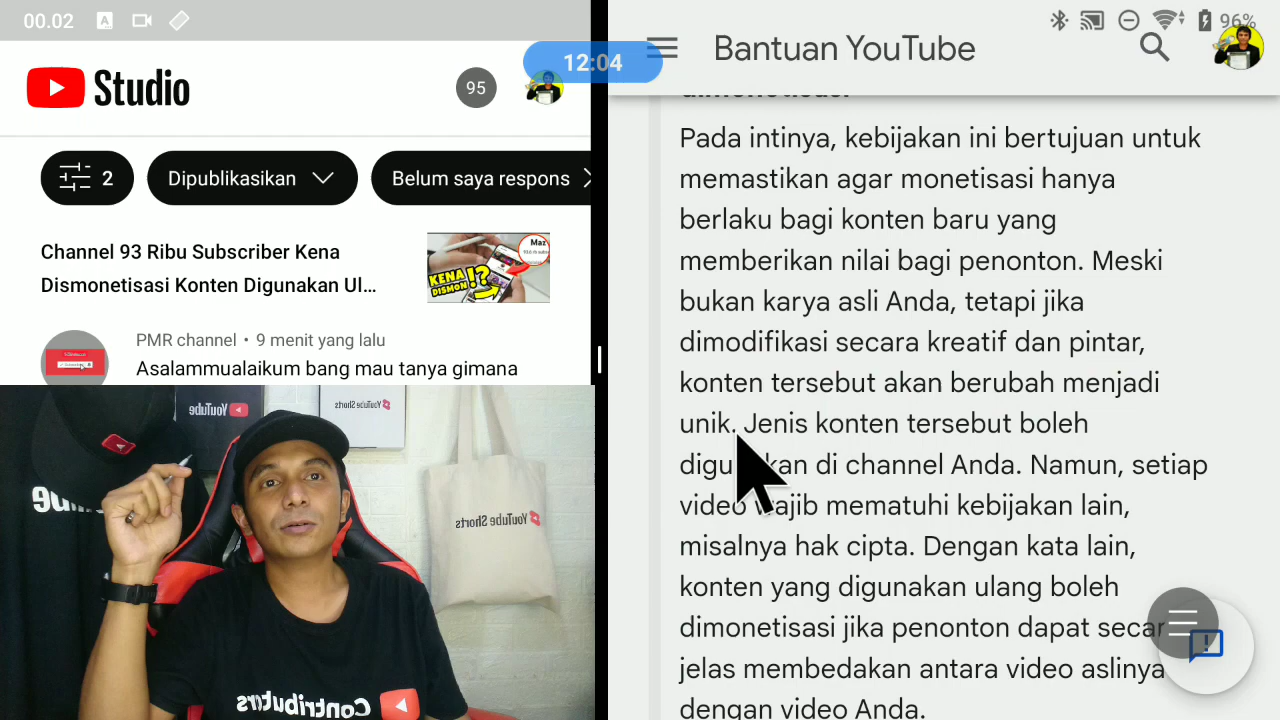 00.02
A
96%
12:04
Studio
95
2
Dipublikasikan
Belum saya respons
Channel 93 Ribu Subscriber Kena
Dismonetisasi Konten Digunakan Ul...
Maz
KENA
DISMON!?
PMR channel • 9 menit yang lalu
Asalammualaikum bang mau tanya gimana
YouTube
YouTube Shorts
YouTube Shorts
Contributors
Bantuan YouTube
Pada intinya, kebijakan ini bertujuan untuk
memastikan agar monetisasi hanya
berlaku bagi konten baru yang
memberikan nilai bagi penonton. Meski
bukan karya asli Anda, tetapi jika
dimodifikasi secara kreatif dan pintar,
konten tersebut akan berubah menjadi
unik. Jenis konten tersebut boleh
di channel Anda. Namun, setiap
video wajib mematuhi kebijakan lain,
misalnya hak cipta. Dengan kata lain,
konten yang digunakan ulang boleh
dimonetisasi jika penonton dapat secar
jelas membedakan antara video aslinya
dengan video Anda.